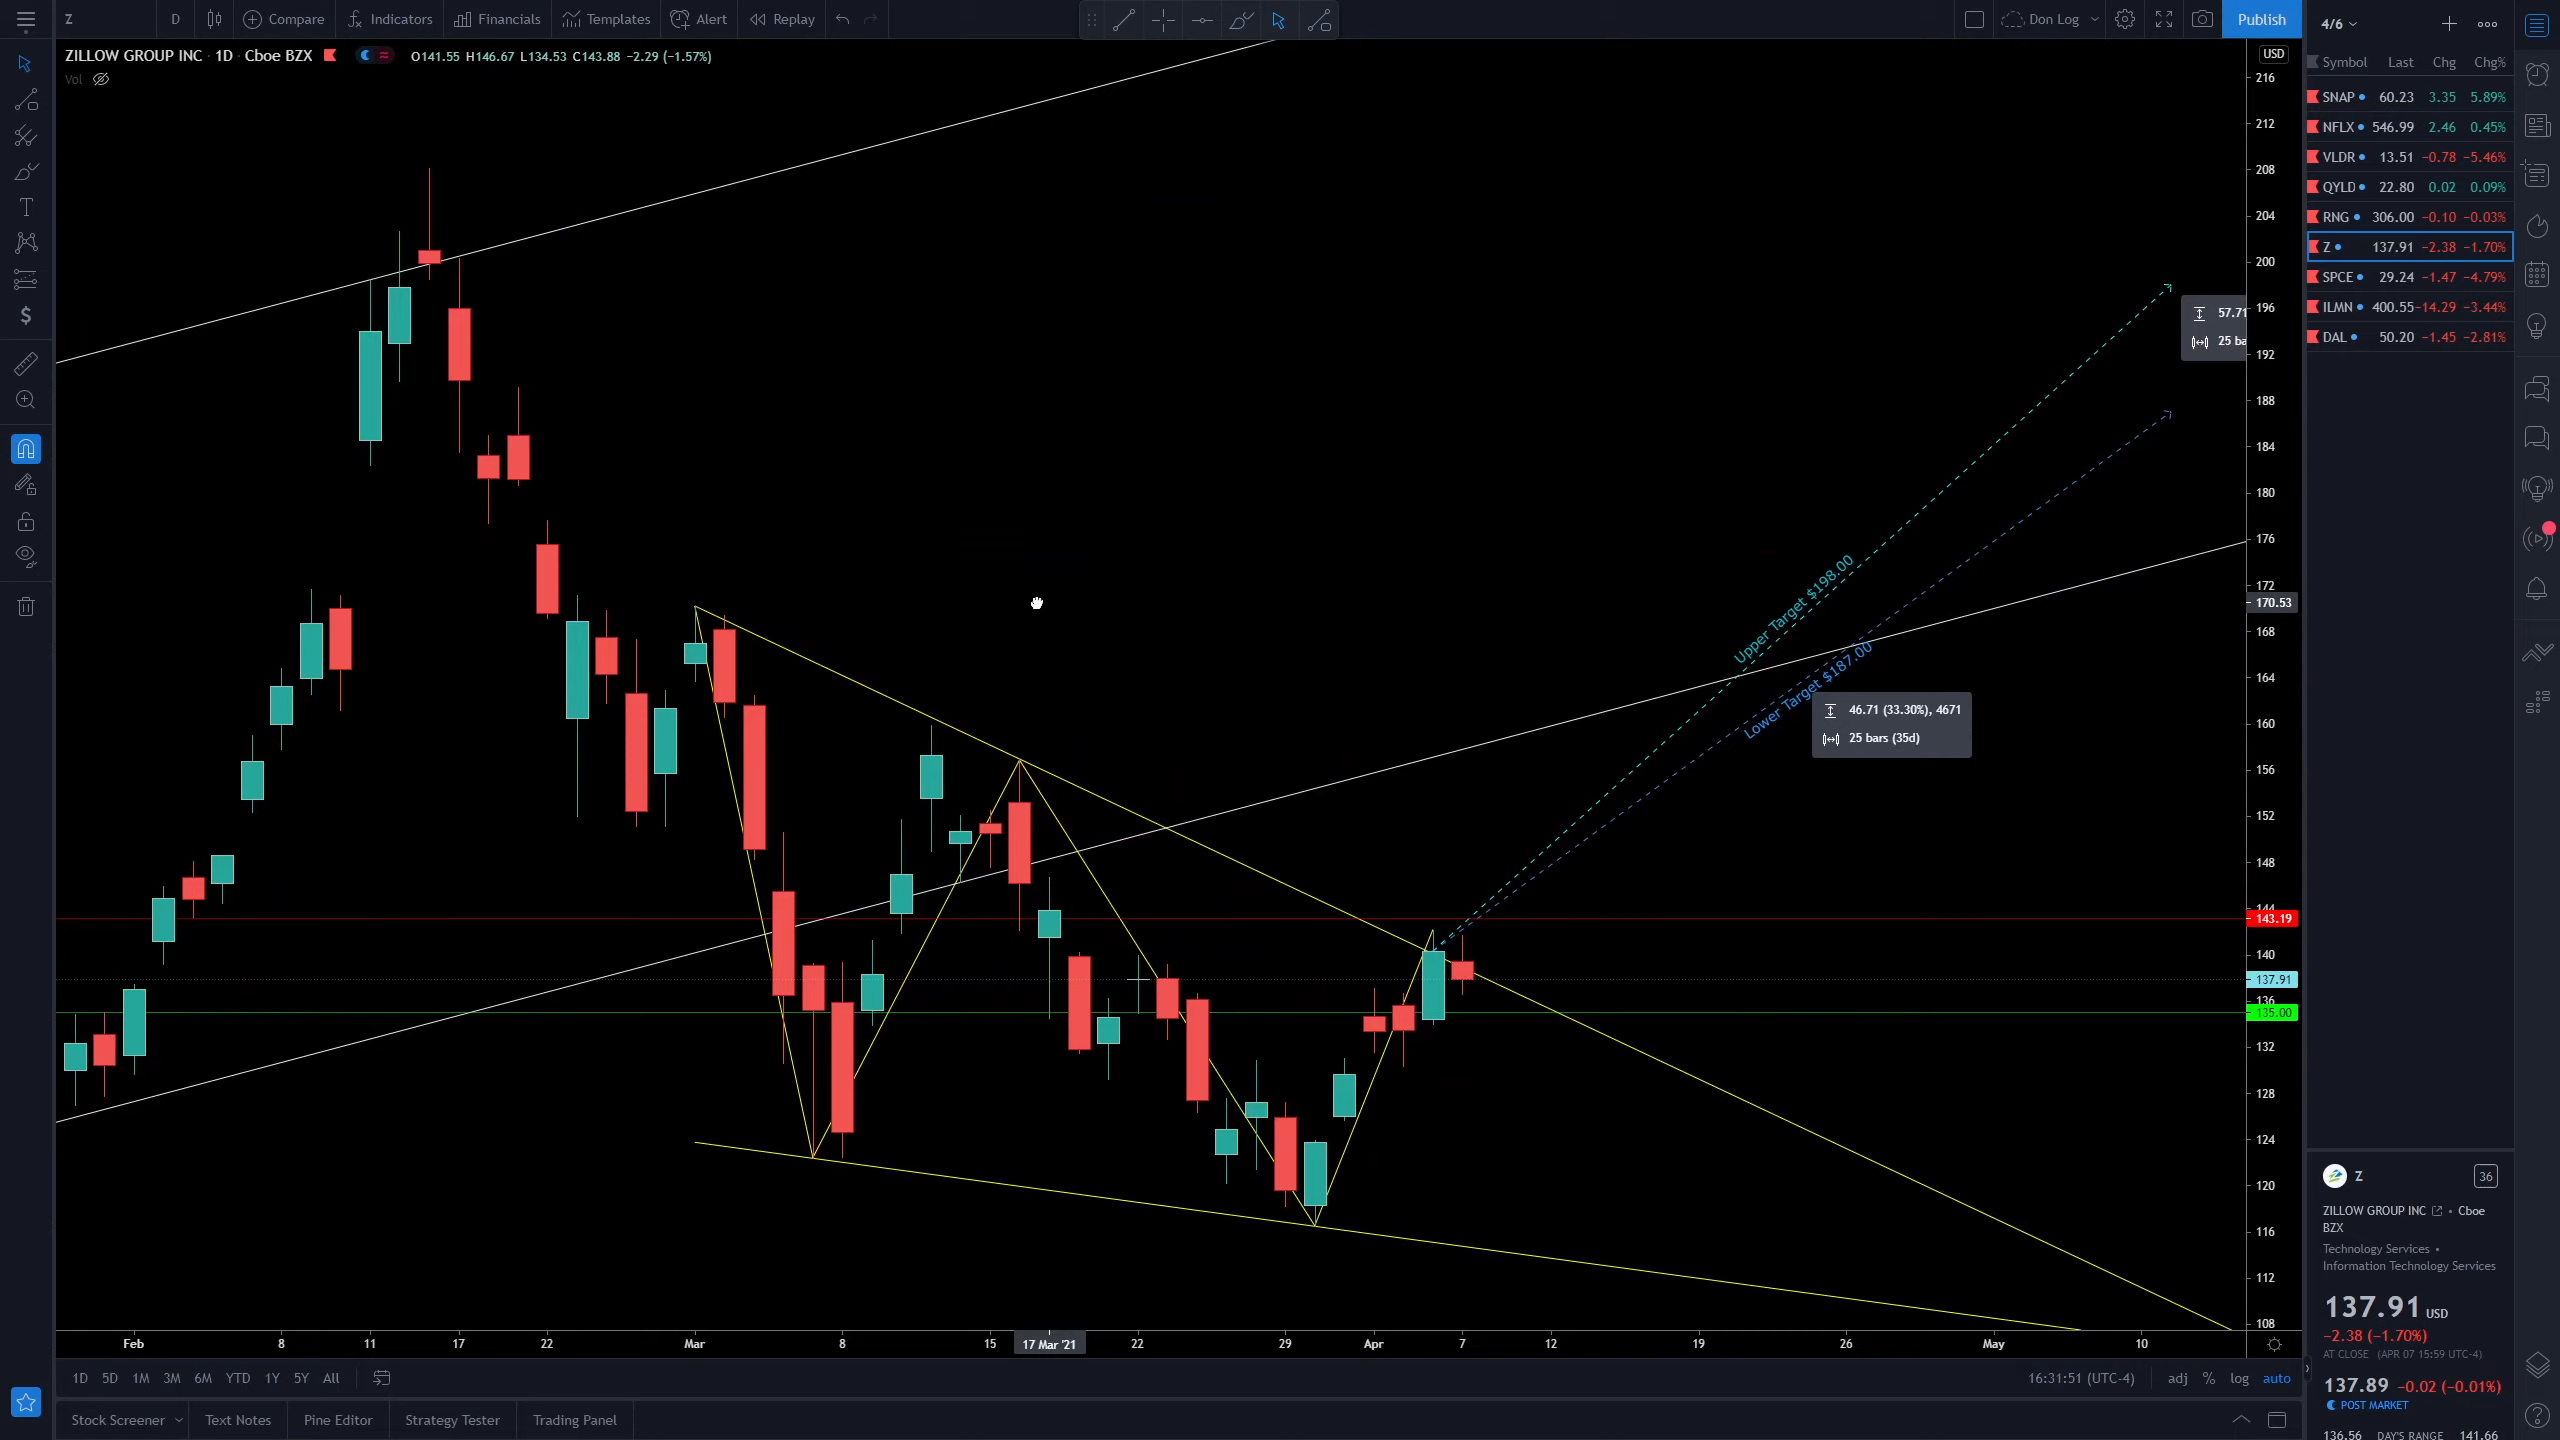 Z
D
Compare
Indicators
Financials
Templates
Alert
Replay
Don Log
Publish
4/6
ZILLOW GROUP INC · 1D · Cboe BZX
O141.55 H146.67 L134.53 C143.88 −2.29 (−1.57%)
Vol
USD
216
212
208
204
200
196
192
188
184
180
176
172
170.53
168
164
160
156
152
148
144
143.19
140
137.91
136
135.00
132
128
124
120
116
112
108
57.71
25 ba
Upper Target $198.00
Lower Target $187.00
46.71 (33.30%), 4671
25 bars (35d)
Feb 8 11 17 22 Mar 8 15 17 Mar '21 22 29 Apr 7 12 19 26 May 10
1D 5D 1M 3M 6M YTD 1Y 5Y All
16:31:51 (UTC-4) adj % log auto
Stock Screener
Text Notes
Pine Editor
Strategy Tester
Trading Panel
Symbol Last Chg Chg%
SNAP 60.23 3.35 5.89%
NFLX 546.99 2.46 0.45%
VLDR 13.51 −0.78 −5.46%
QYLD 22.80 0.02 0.09%
RNG 306.00 −0.10 −0.03%
Z 137.91 −2.38 −1.70%
SPCE 29.24 −1.47 −4.79%
ILMN 400.55 −14.29 −3.44%
DAL 50.20 −1.45 −2.81%
Z
36
ZILLOW GROUP INC • Cboe
BZX
Technology Services •
Information Technology Services
137.91 USD
−2.38 (−1.70%)
AT CLOSE (APR 07 15:59 UTC-4)
137.89 −0.02 (−0.01%)
POST MARKET
136.56 DAY'S RANGE 141.66